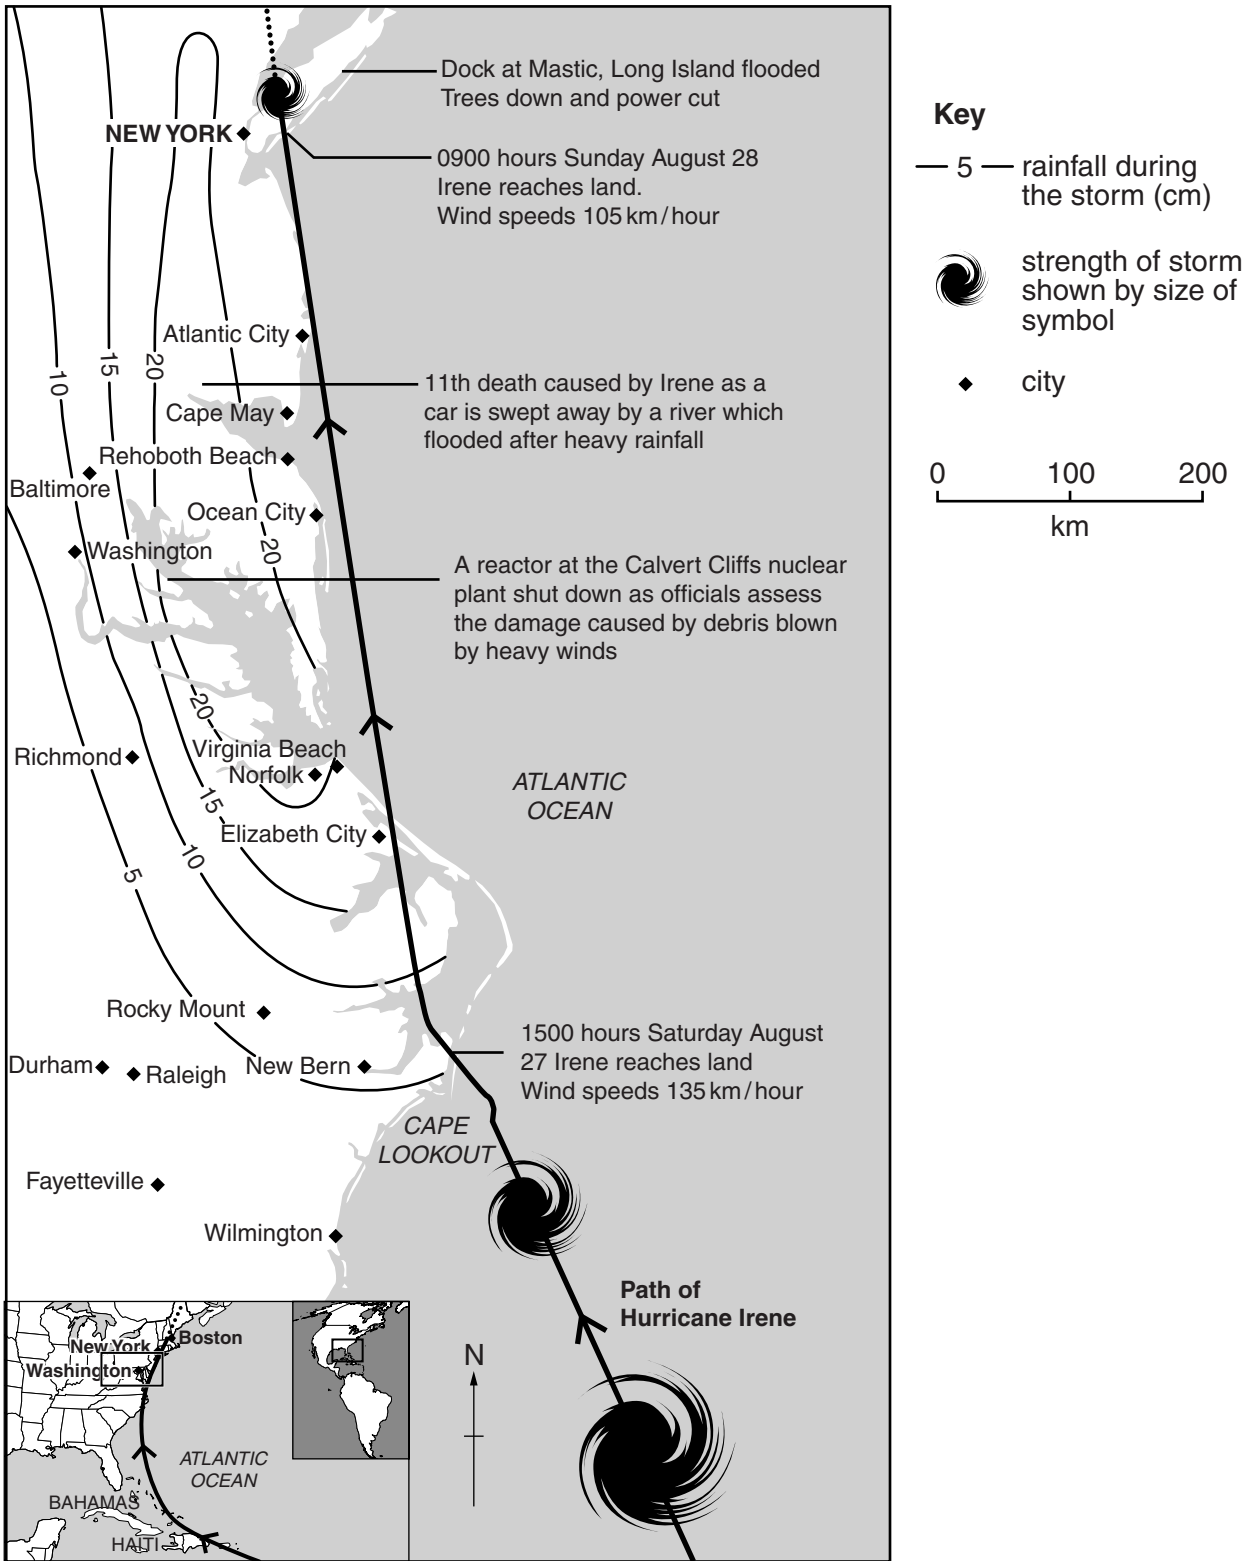 Dock at Mastic, Long Island flooded
Trees down and power cut
NEW YORK
0900 hours Sunday August 28
Irene reaches land.
Wind speeds 105 km/hour
Atlantic City
10
15
20
11th death caused by Irene as a
car is swept away by a river which
flooded after heavy rainfall
Cape May
Rehoboth Beach
Baltimore
Ocean City
Washington
20
A reactor at the Calvert Cliffs nuclear
plant shut down as officials assess
the damage caused by debris blown
by heavy winds
20
Richmond
Virginia Beach
Norfolk
ATLANTIC
OCEAN
15
Elizabeth City
10
5
Rocky Mount
1500 hours Saturday August
27 Irene reaches land
Wind speeds 135 km/hour
Durham
Raleigh
New Bern
CAPE
LOOKOUT
Fayetteville
Wilmington
Path of
Hurricane Irene
N
New York
Boston
Washington
ATLANTIC
OCEAN
BAHAMAS
HAITI
Key
5
rainfall during
the storm (cm)
strength of storm
shown by size of
symbol
city
0 100 200
km